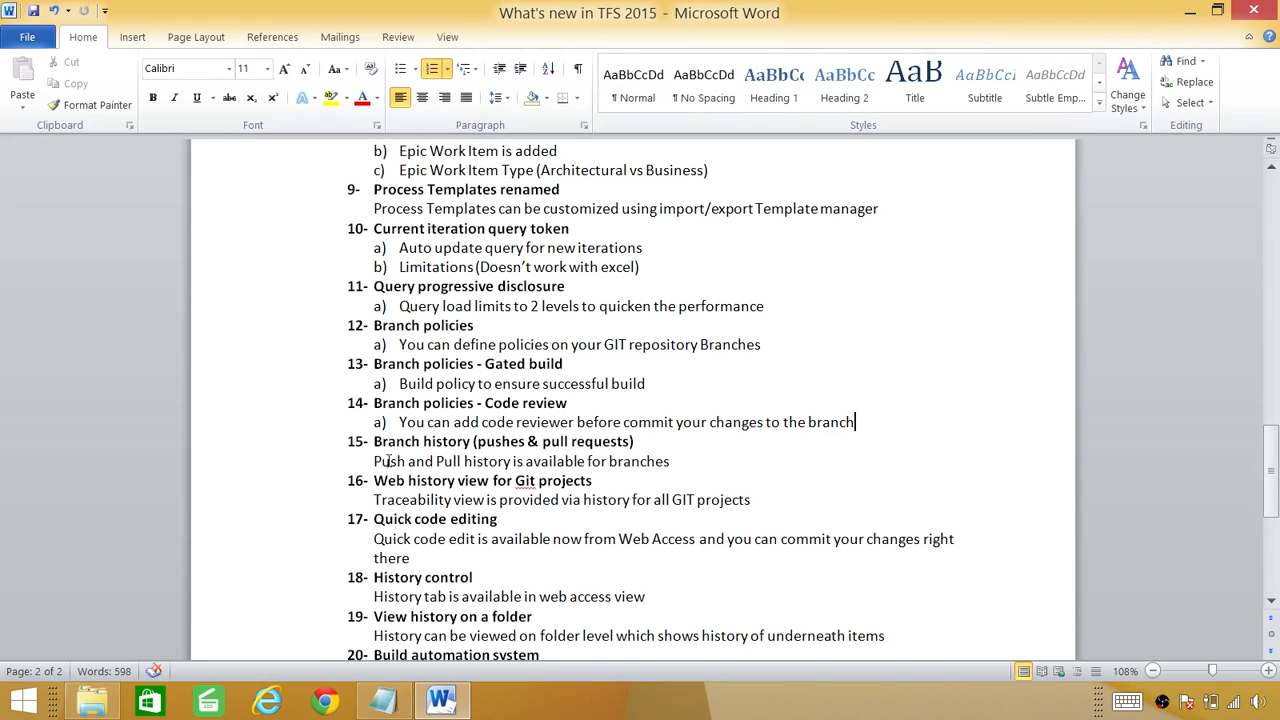 What's new in TFS 2015 - Microsoft Word
File Home Insert Page Layout References Mailings Review View
Paste
Cut
Copy
Format Painter
Clipboard
Calibri 11
Font
Paragraph
AaBbCcDd AaBbCcDd AaBbCc AaBbCc AaB AaBbCcI AaBbCcDd
¶ Normal ¶ No Spacing Heading 1 Heading 2 Title Subtitle Subtle Emp...
Styles
Change Styles
Find
Replace
Select
Editing
b) Epic Work Item is added
c) Epic Work Item Type (Architectural vs Business)
9- Process Templates renamed
Process Templates can be customized using import/export Template manager
10- Current iteration query token
a) Auto update query for new iterations
b) Limitations (Doesn’t work with excel)
11- Query progressive disclosure
a) Query load limits to 2 levels to quicken the performance
12- Branch policies
a) You can define policies on your GIT repository Branches
13- Branch policies - Gated build
a) Build policy to ensure successful build
14- Branch policies - Code review
a) You can add code reviewer before commit your changes to the branch
15- Branch history (pushes & pull requests)
Push and Pull history is available for branches
16- Web history view for Git projects
Traceability view is provided via history for all GIT projects
17- Quick code editing
Quick code edit is available now from Web Access and you can commit your changes right
there
18- History control
History tab is available in web access view
19- View history on a folder
History can be viewed on folder level which shows history of underneath items
20- Build automation system
Page: 2 of 2 Words: 598 108%